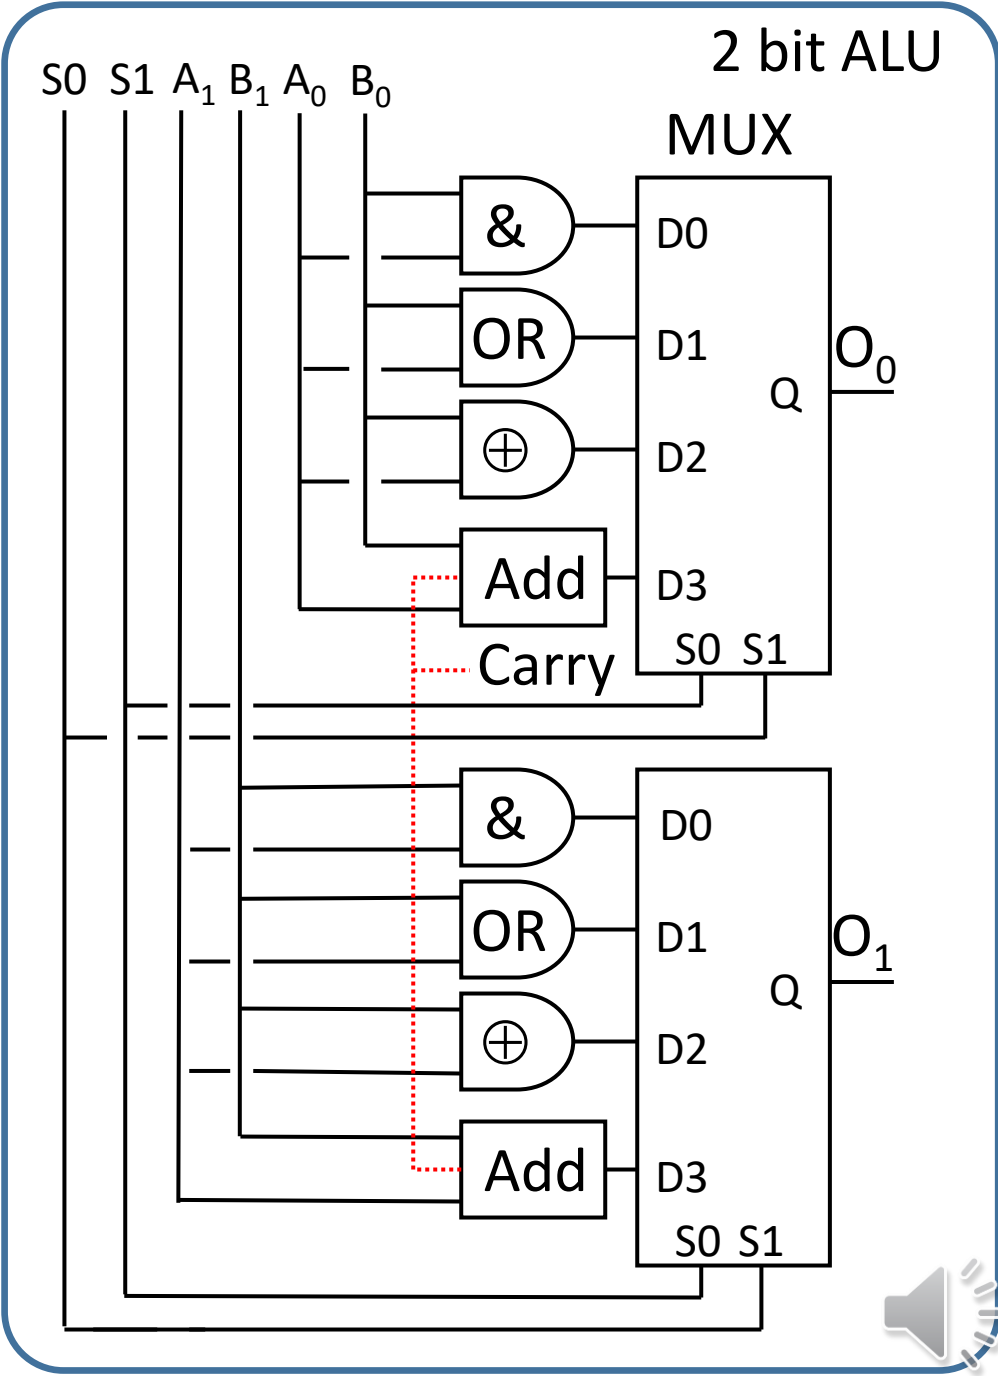 2 bit ALU
S0 S1 A1 B1 A0 B0
MUX
&
D0
OR
D1
O0
Q
⊕
D2
Add
D3
S0 S1
Carry
&
D0
OR
D1
O1
Q
⊕
D2
Add
D3
S0 S1